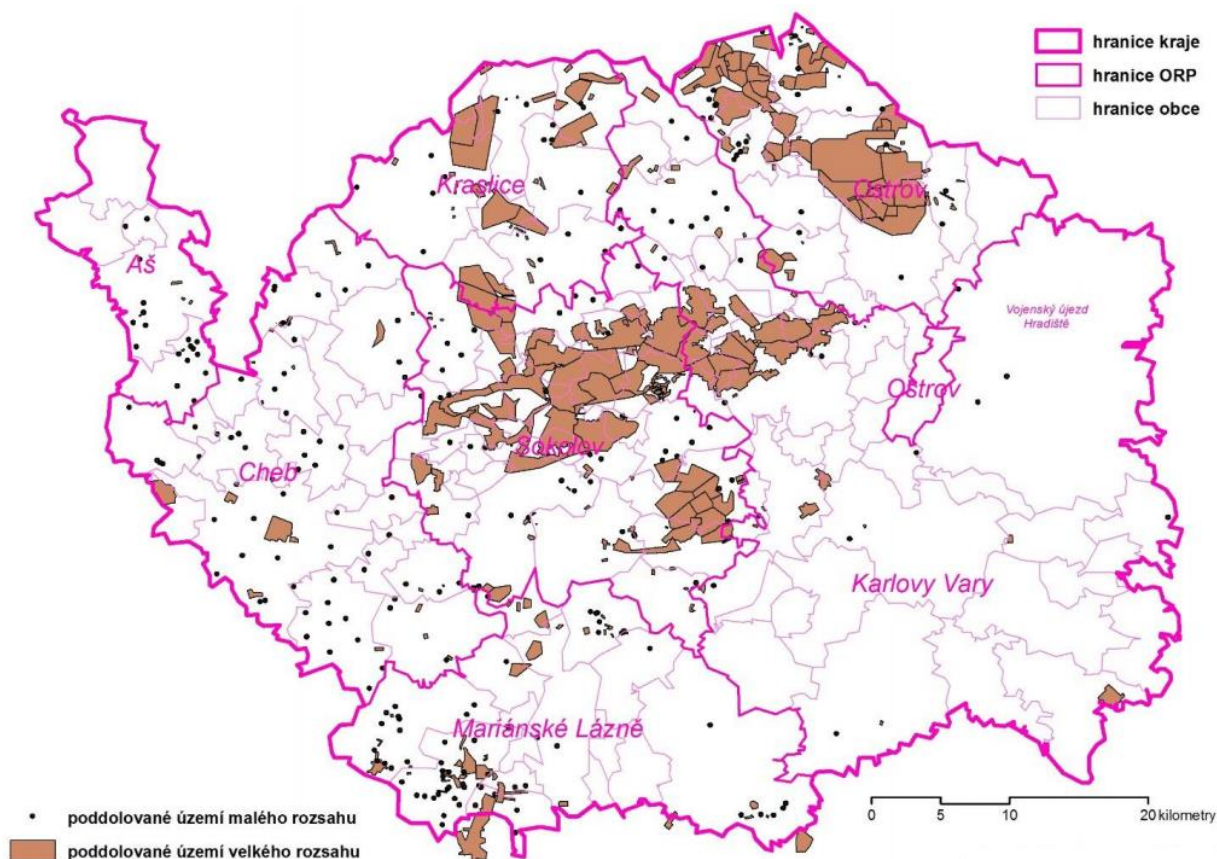 hranice kraje
hranice ORP
hranice obce
Kraslice
Ostrov
Aš
Vojenský újezd
Hradiště
Ostrov
Sokolov
Cheb
Karlovy Vary
Mariánské Lázně
0 5 10 20 kilometry
poddolované území malého rozsahu
poddolované území velkého rozsahu